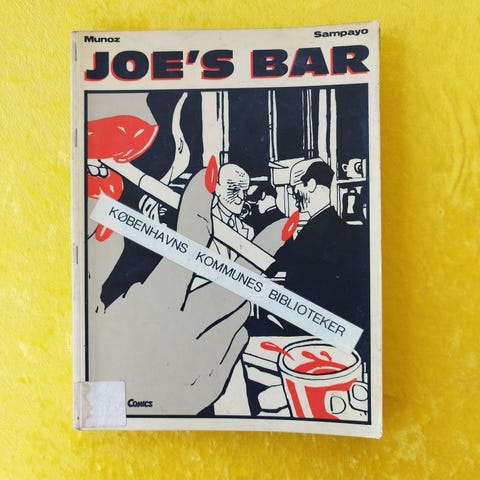 Munoz Sampayo
JOE'S BAR
KØBENHAVNS KOMMUNES BIBLIOTEKER
COMICS